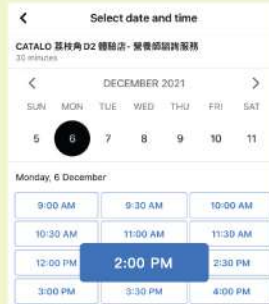 Select date and time
CATALO 荔枝角D2 體驗店 - 營養師諮詢服務
30 minutes
DECEMBER 2021
SUN MON TUE WED THU FRI SAT
5 6 7 8 9 10 11
Monday, 6 December
9:00 AM 9:30 AM 10:00 AM
10:30 AM 11:00 AM 11:30 AM
12:00 PM 2:00 PM 2:30 PM
3:00 PM 3:30 PM 4:00 PM